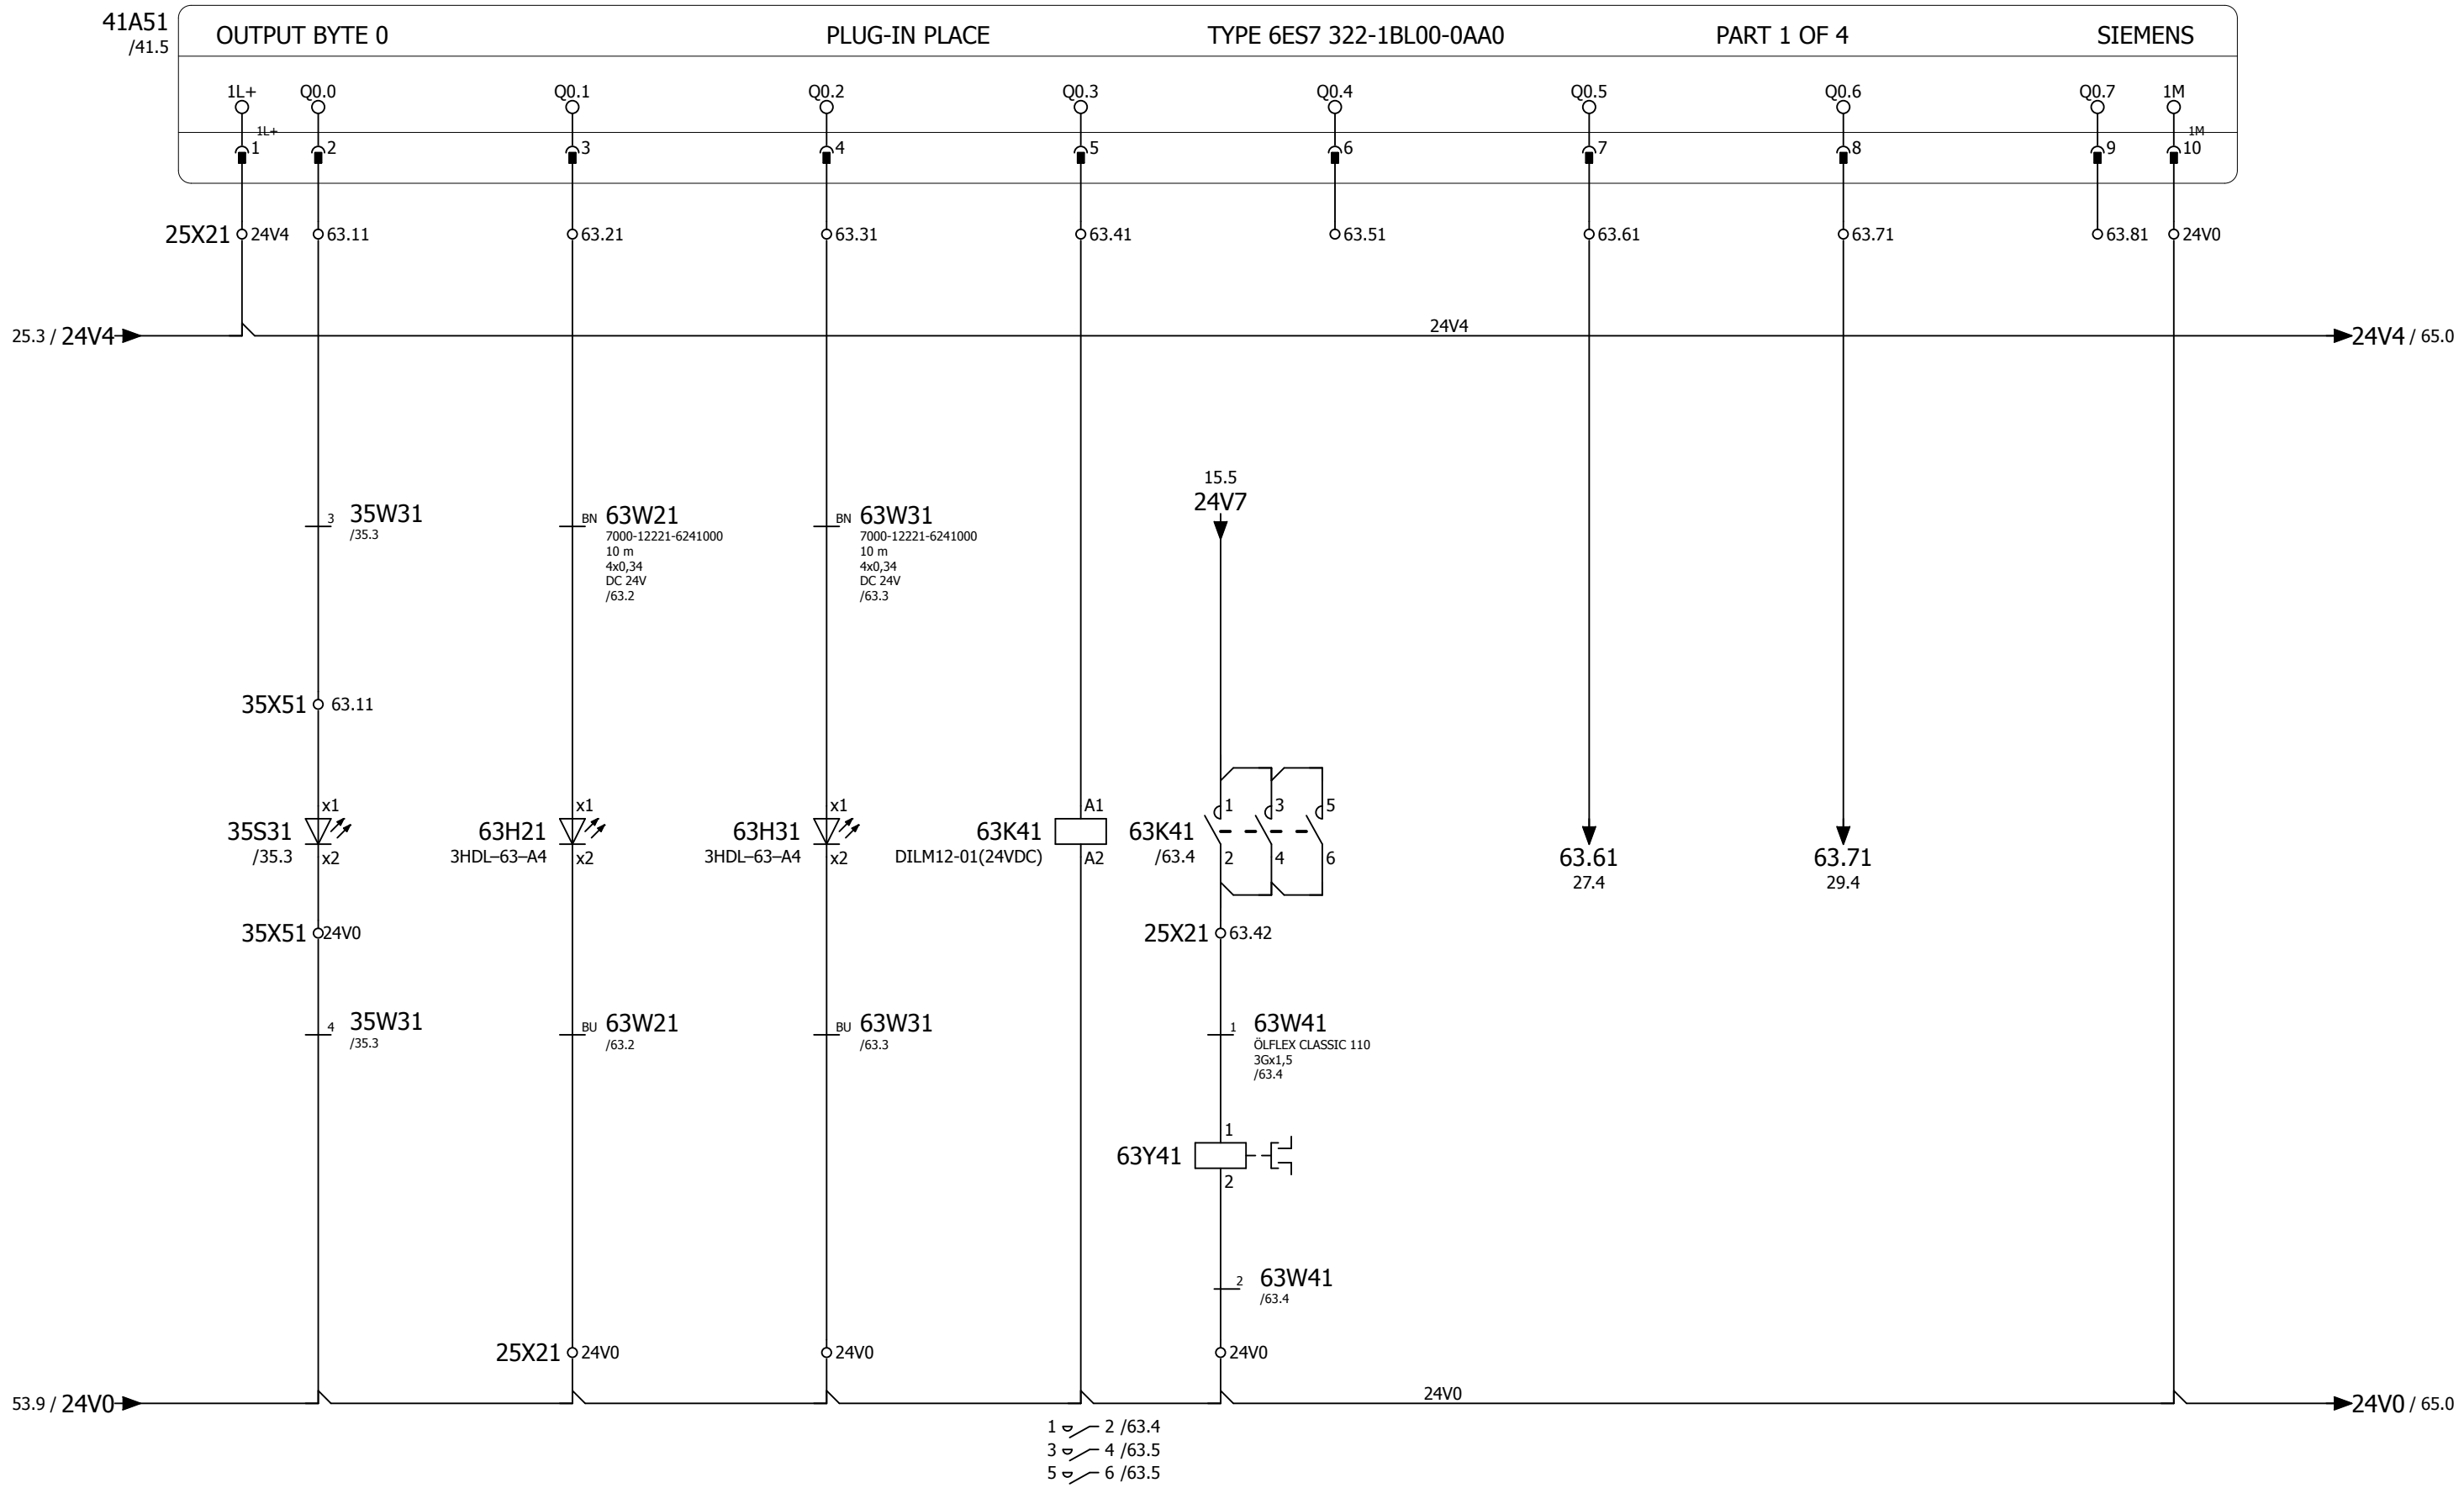 41A51
/41.5
OUTPUT BYTE 0 PLUG-IN PLACE TYPE 6ES7 322-1BL00-0AA0 PART 1 OF 4 SIEMENS
1L+ Q0.0 Q0.1 Q0.2 Q0.3 Q0.4 Q0.5 Q0.6 Q0.7 1M
1L+ 1M
1 2 3 4 5 6 7 8 9 10
25X21 24V4 63.11 63.21 63.31 63.41 63.51 63.61 63.71 63.81 24V0
24V4
25.3 / 24V4 24V4 / 65.0
15.5
24V7
3 35W31
/35.3
BN 63W21
7000-12221-6241000
10 m
4x0,34
DC 24V
/63.2
BN 63W31
7000-12221-6241000
10 m
4x0,34
DC 24V
/63.3
35X51 63.11
x1
35S31
/35.3
x2
x1
63H21
3HDL–63–A4
x2
x1
63H31
3HDL–63–A4
x2
A1
63K41
DILM12-01(24VDC)
A2
1 3 5
63K41
/63.4
2 4 6
63.61
27.4
63.71
29.4
35X51 24V0
25X21 63.42
4 35W31
/35.3
BU 63W21
/63.2
BU 63W31
/63.3
1 63W41
ÖLFLEX CLASSIC 110
3Gx1,5
/63.4
1
63Y41
2
2 63W41
/63.4
25X21 24V0 24V0 24V0
24V0
53.9 / 24V0 24V0 / 65.0
1 2 /63.4
3 4 /63.5
5 6 /63.5